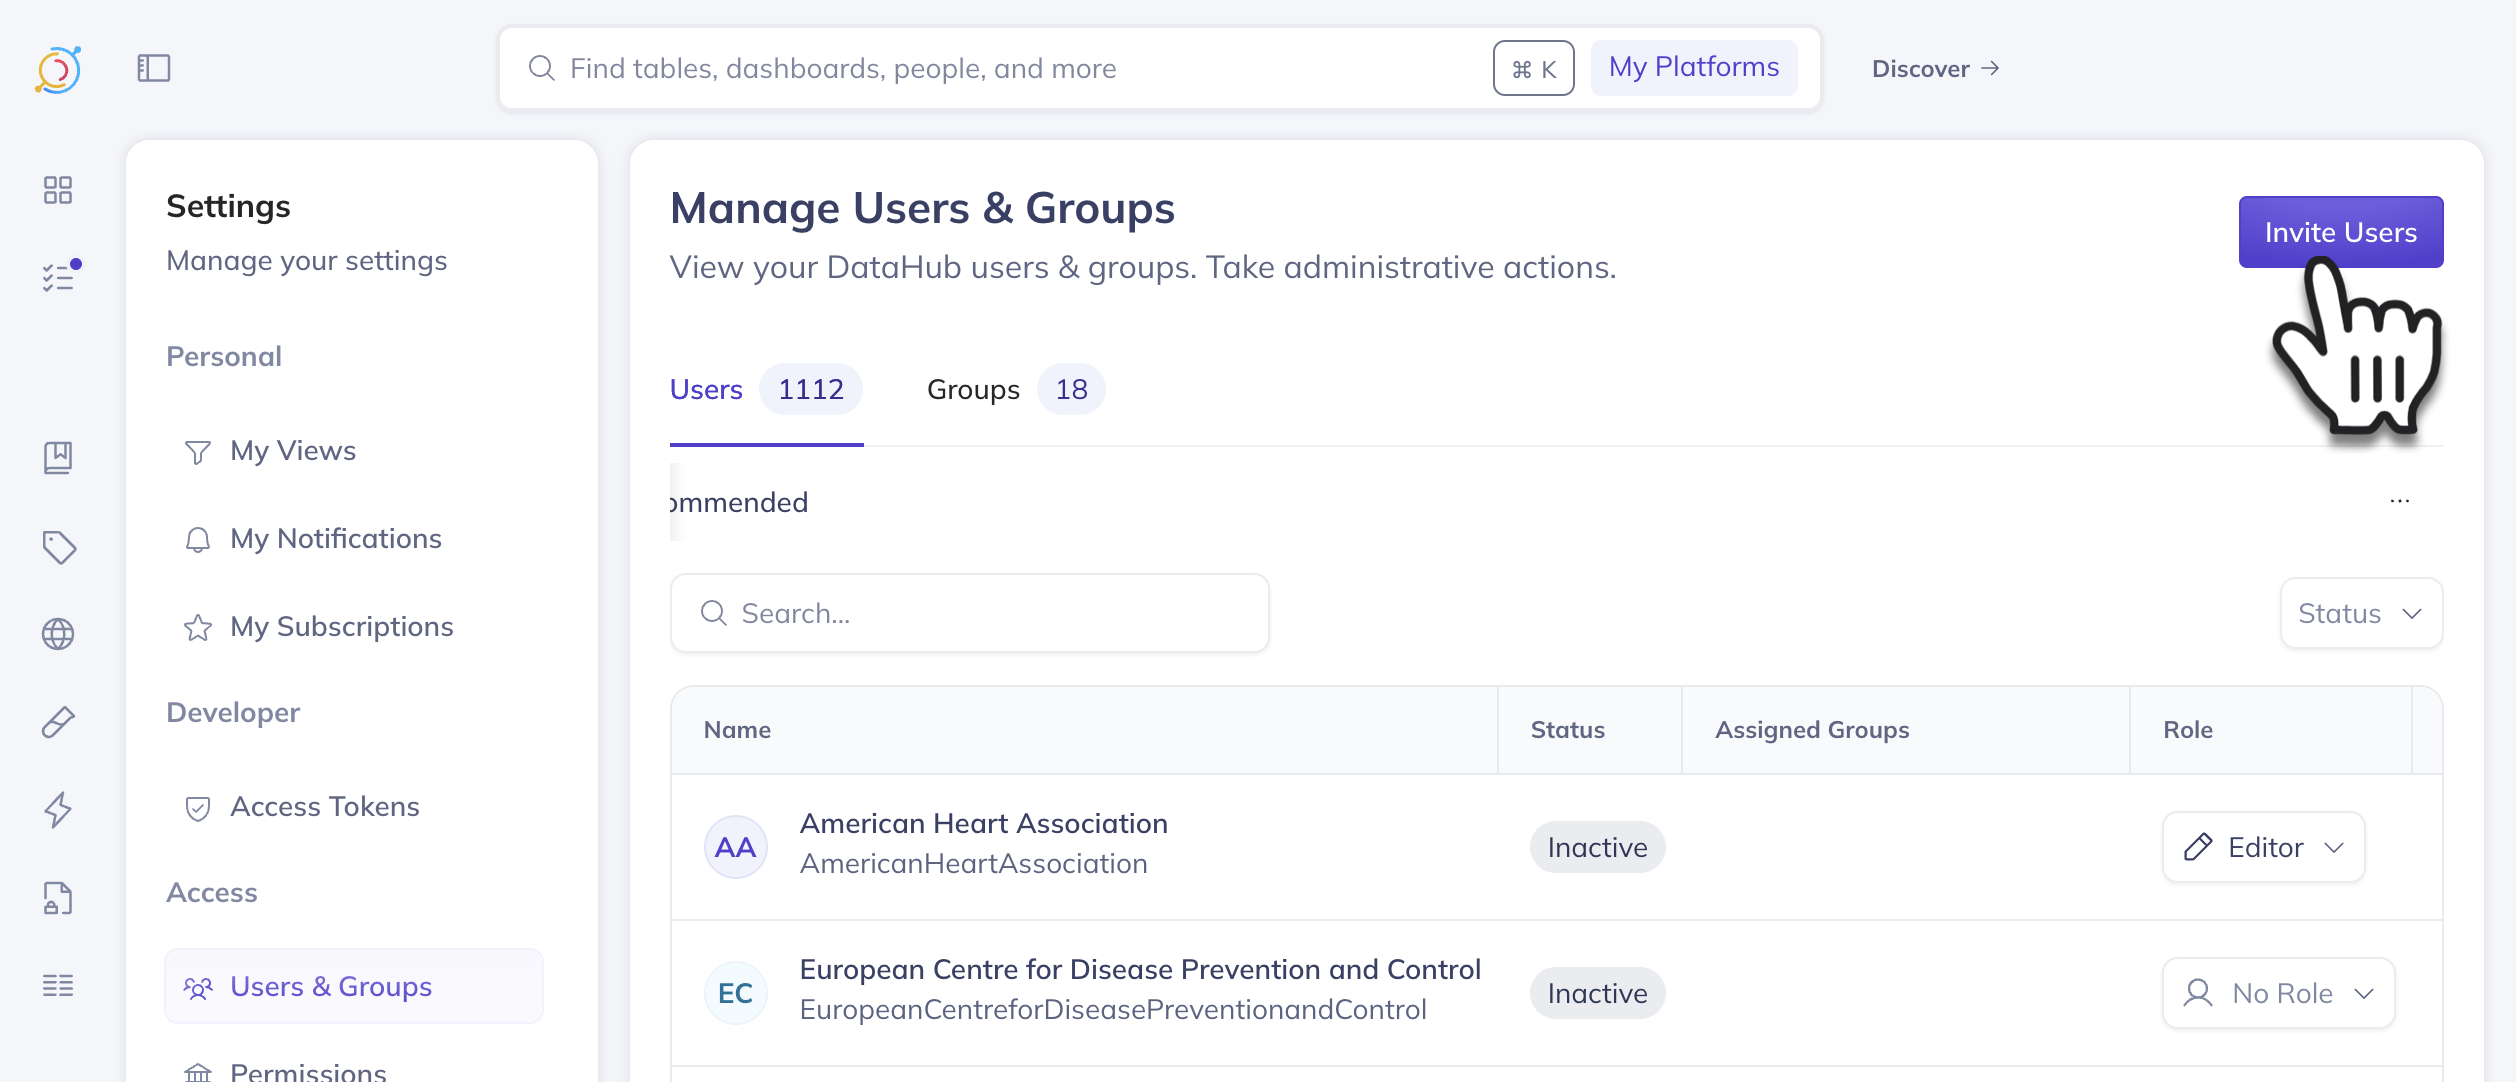 Find tables, dashboards, people, and more
⌘ K
My Platforms
Discover →
Settings
Manage your settings
Personal
My Views
My Notifications
My Subscriptions
Developer
Access Tokens
Access
Users & Groups
Permissions
Manage Users & Groups
View your DataHub users & groups. Take administrative actions.
Invite Users
Users 1112
Groups 18
ommended
...
Search...
Status
Name Status Assigned Groups Role
AA
American Heart Association
AmericanHeartAssociation
Inactive
Editor
EC
European Centre for Disease Prevention and Control
EuropeanCentreforDiseasePreventionandControl
Inactive
No Role